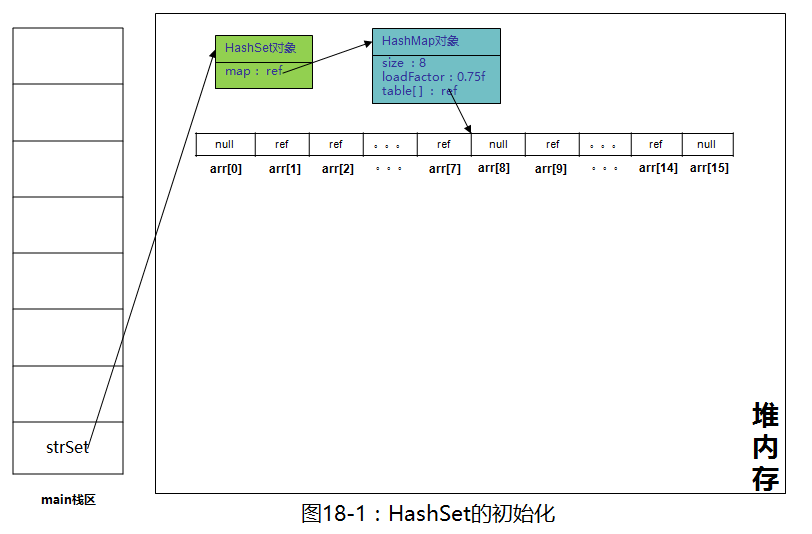 HashSet对象
map : ref
HashMap对象
size : 8
loadFactor : 0.75f
table[ ] : ref
null ref ref 。。。 ref null ref 。。。 ref null
arr[0] arr[1] arr[2] 。。。 arr[7] arr[8] arr[9] 。。。 arr[14] arr[15]
strSet
main栈区
堆
内
存
图18-1：HashSet的初始化